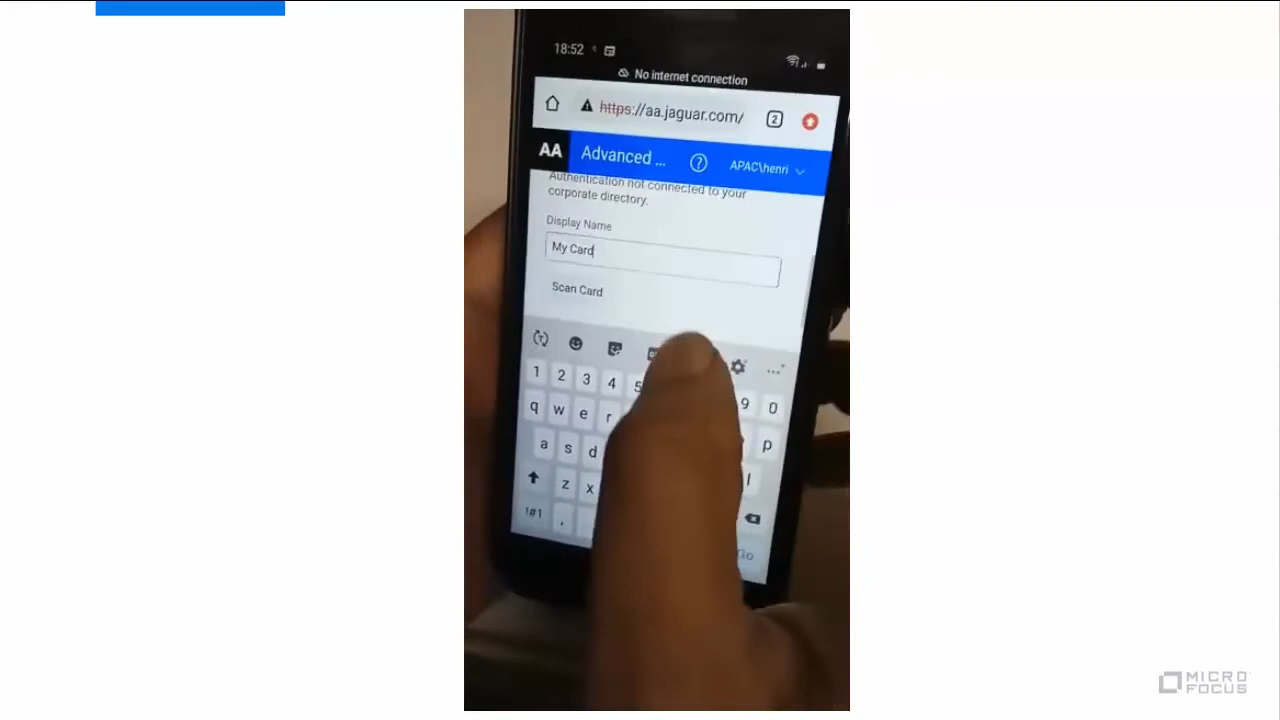 18:52
No internet connection
https://aa.jaguar.com/
2
AA Advanced ... ? APAC\henri
Authentication not connected to your
corporate directory.
Display Name
My Card
Scan Card
1 2 3 4 5 9 0
q w e r p
a s d l
z x
!#1 ,
MICRO
FOCUS